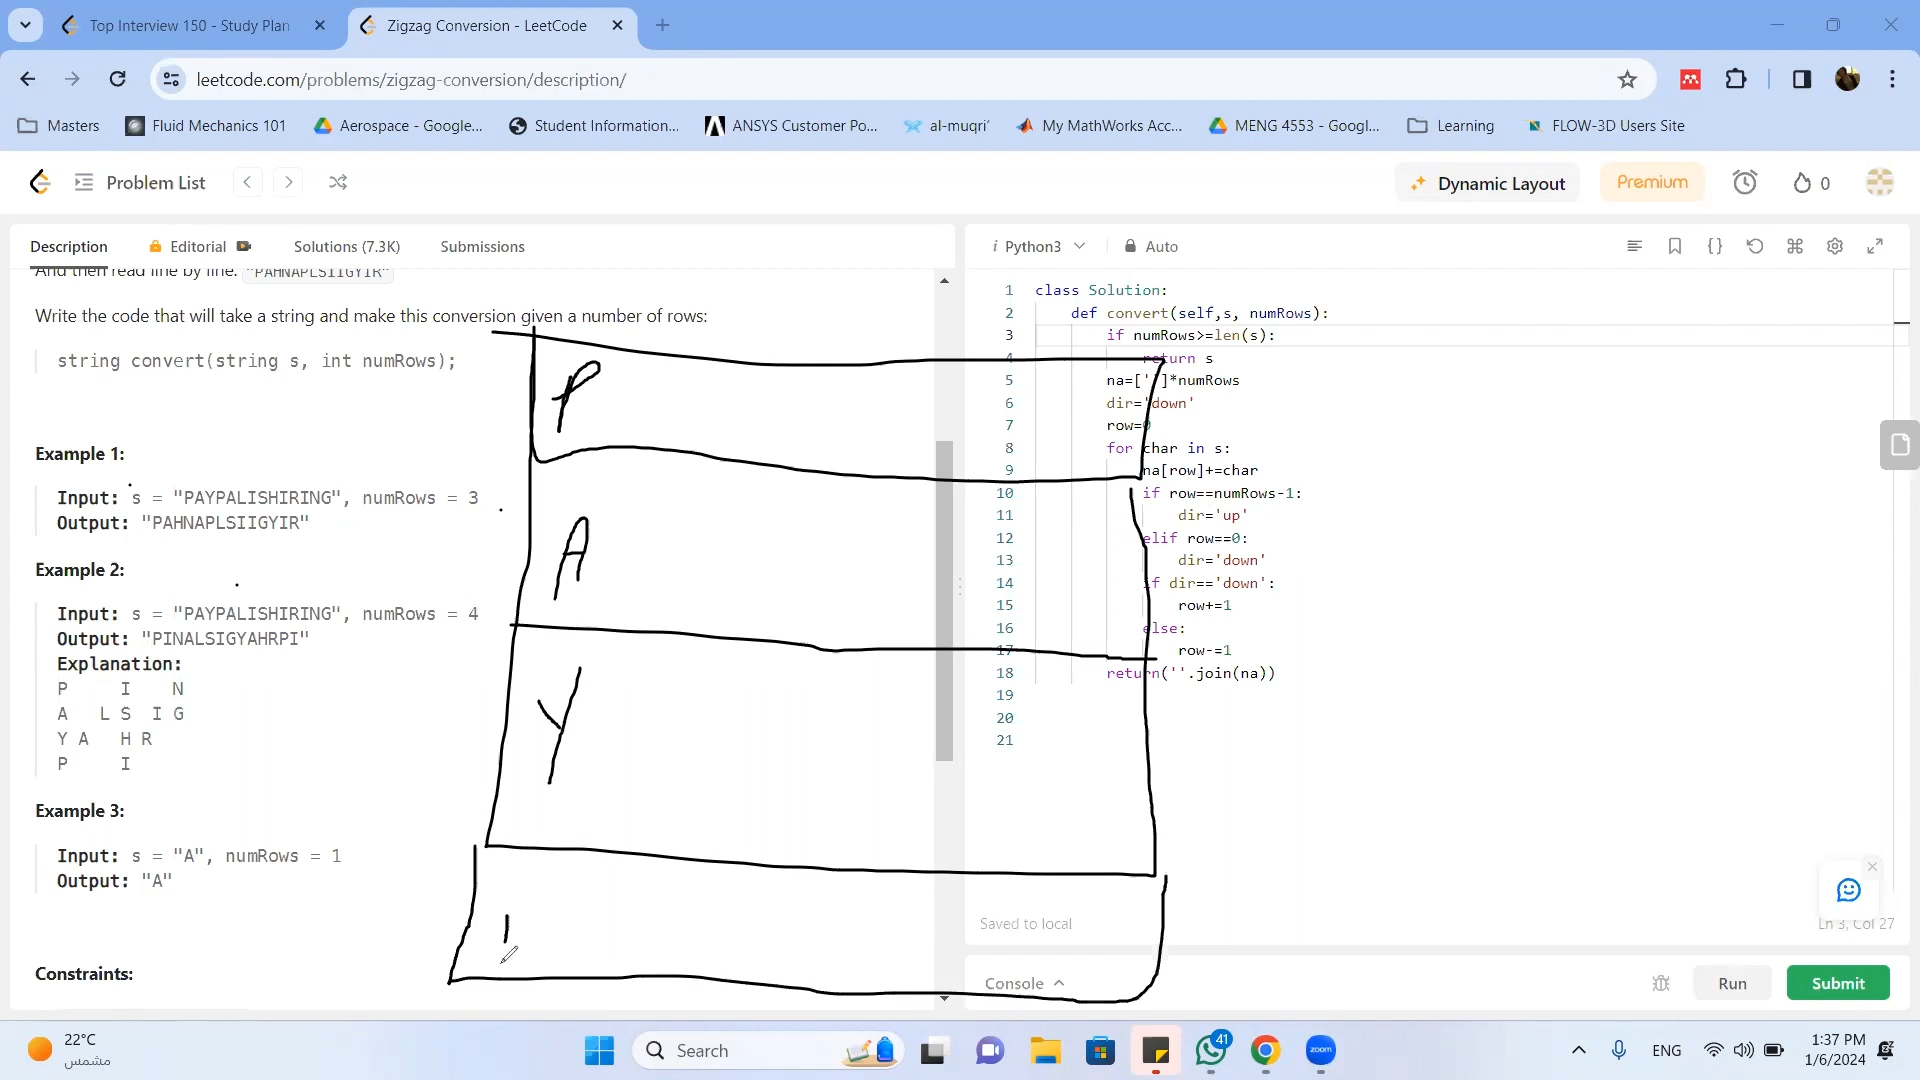 Top Interview 150 - Study Plan
Zigzag Conversion - LeetCode
leetcode.com/problems/zigzag-conversion/description/
Masters
Fluid Mechanics 101
Aerospace - Google...
Student Information...
ANSYS Customer Po...
al-muqri'
My MathWorks Acc...
MENG 4553 - Googl...
Learning
FLOW-3D Users Site
Problem List
Dynamic Layout
Premium
0
Description
Editorial
Solutions (7.3K)
Submissions
And then read line by line: "PAHNAPLSIIGYIR"
Write the code that will take a string and make this conversion given a number of rows:
string convert(string s, int numRows);
Example 1:
Input: s = "PAYPALISHIRING", numRows = 3
Output: "PAHNAPLSIIGYIR"
Example 2:
Input: s = "PAYPALISHIRING", numRows = 4
Output: "PINALSIGYAHRPI"
Explanation:
P I N
A L S I G
Y A H R
P I
Example 3:
Input: s = "A", numRows = 1
Output: "A"
Constraints:
P
A
Y
i Python3
Auto
1 class Solution:
2 def convert(self,s, numRows):
3 if numRows>=len(s):
4 return s
5 na=['']*numRows
6 dir='down'
7 row=0
8 for char in s:
9 na[row]+=char
10 if row==numRows-1:
11 dir='up'
12 elif row==0:
13 dir='down'
14 if dir=='down':
15 row+=1
16 else:
17 row-=1
18 return(''.join(na))
19
20
21
Saved to local
Ln 3, Col 27
Console
Run
Submit
22°C
مشمس
Search
41
zoom
ENG
1:37 PM
1/6/2024